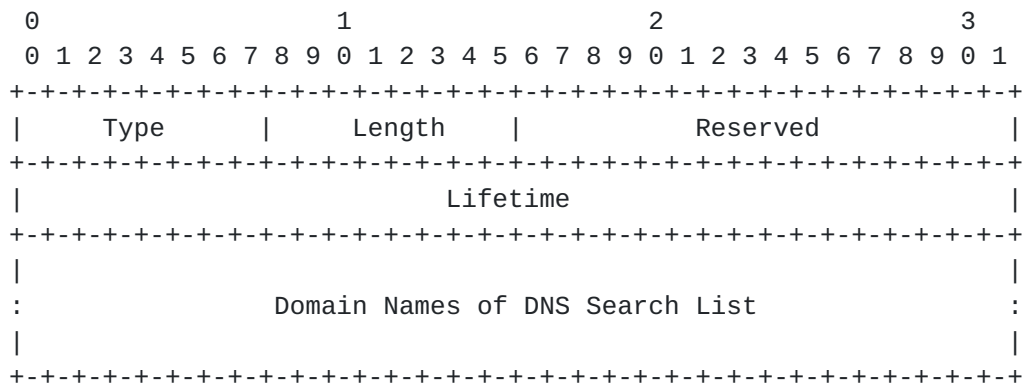 0                   1                   2                   3
 0 1 2 3 4 5 6 7 8 9 0 1 2 3 4 5 6 7 8 9 0 1 2 3 4 5 6 7 8 9 0 1
+-+-+-+-+-+-+-+-+-+-+-+-+-+-+-+-+-+-+-+-+-+-+-+-+-+-+-+-+-+-+-+-+
|     Type      |     Length    |           Reserved            |
+-+-+-+-+-+-+-+-+-+-+-+-+-+-+-+-+-+-+-+-+-+-+-+-+-+-+-+-+-+-+-+-+
|                           Lifetime                            |
+-+-+-+-+-+-+-+-+-+-+-+-+-+-+-+-+-+-+-+-+-+-+-+-+-+-+-+-+-+-+-+-+
|                                                               |
:                Domain Names of DNS Search List                :
|                                                               |
+-+-+-+-+-+-+-+-+-+-+-+-+-+-+-+-+-+-+-+-+-+-+-+-+-+-+-+-+-+-+-+-+